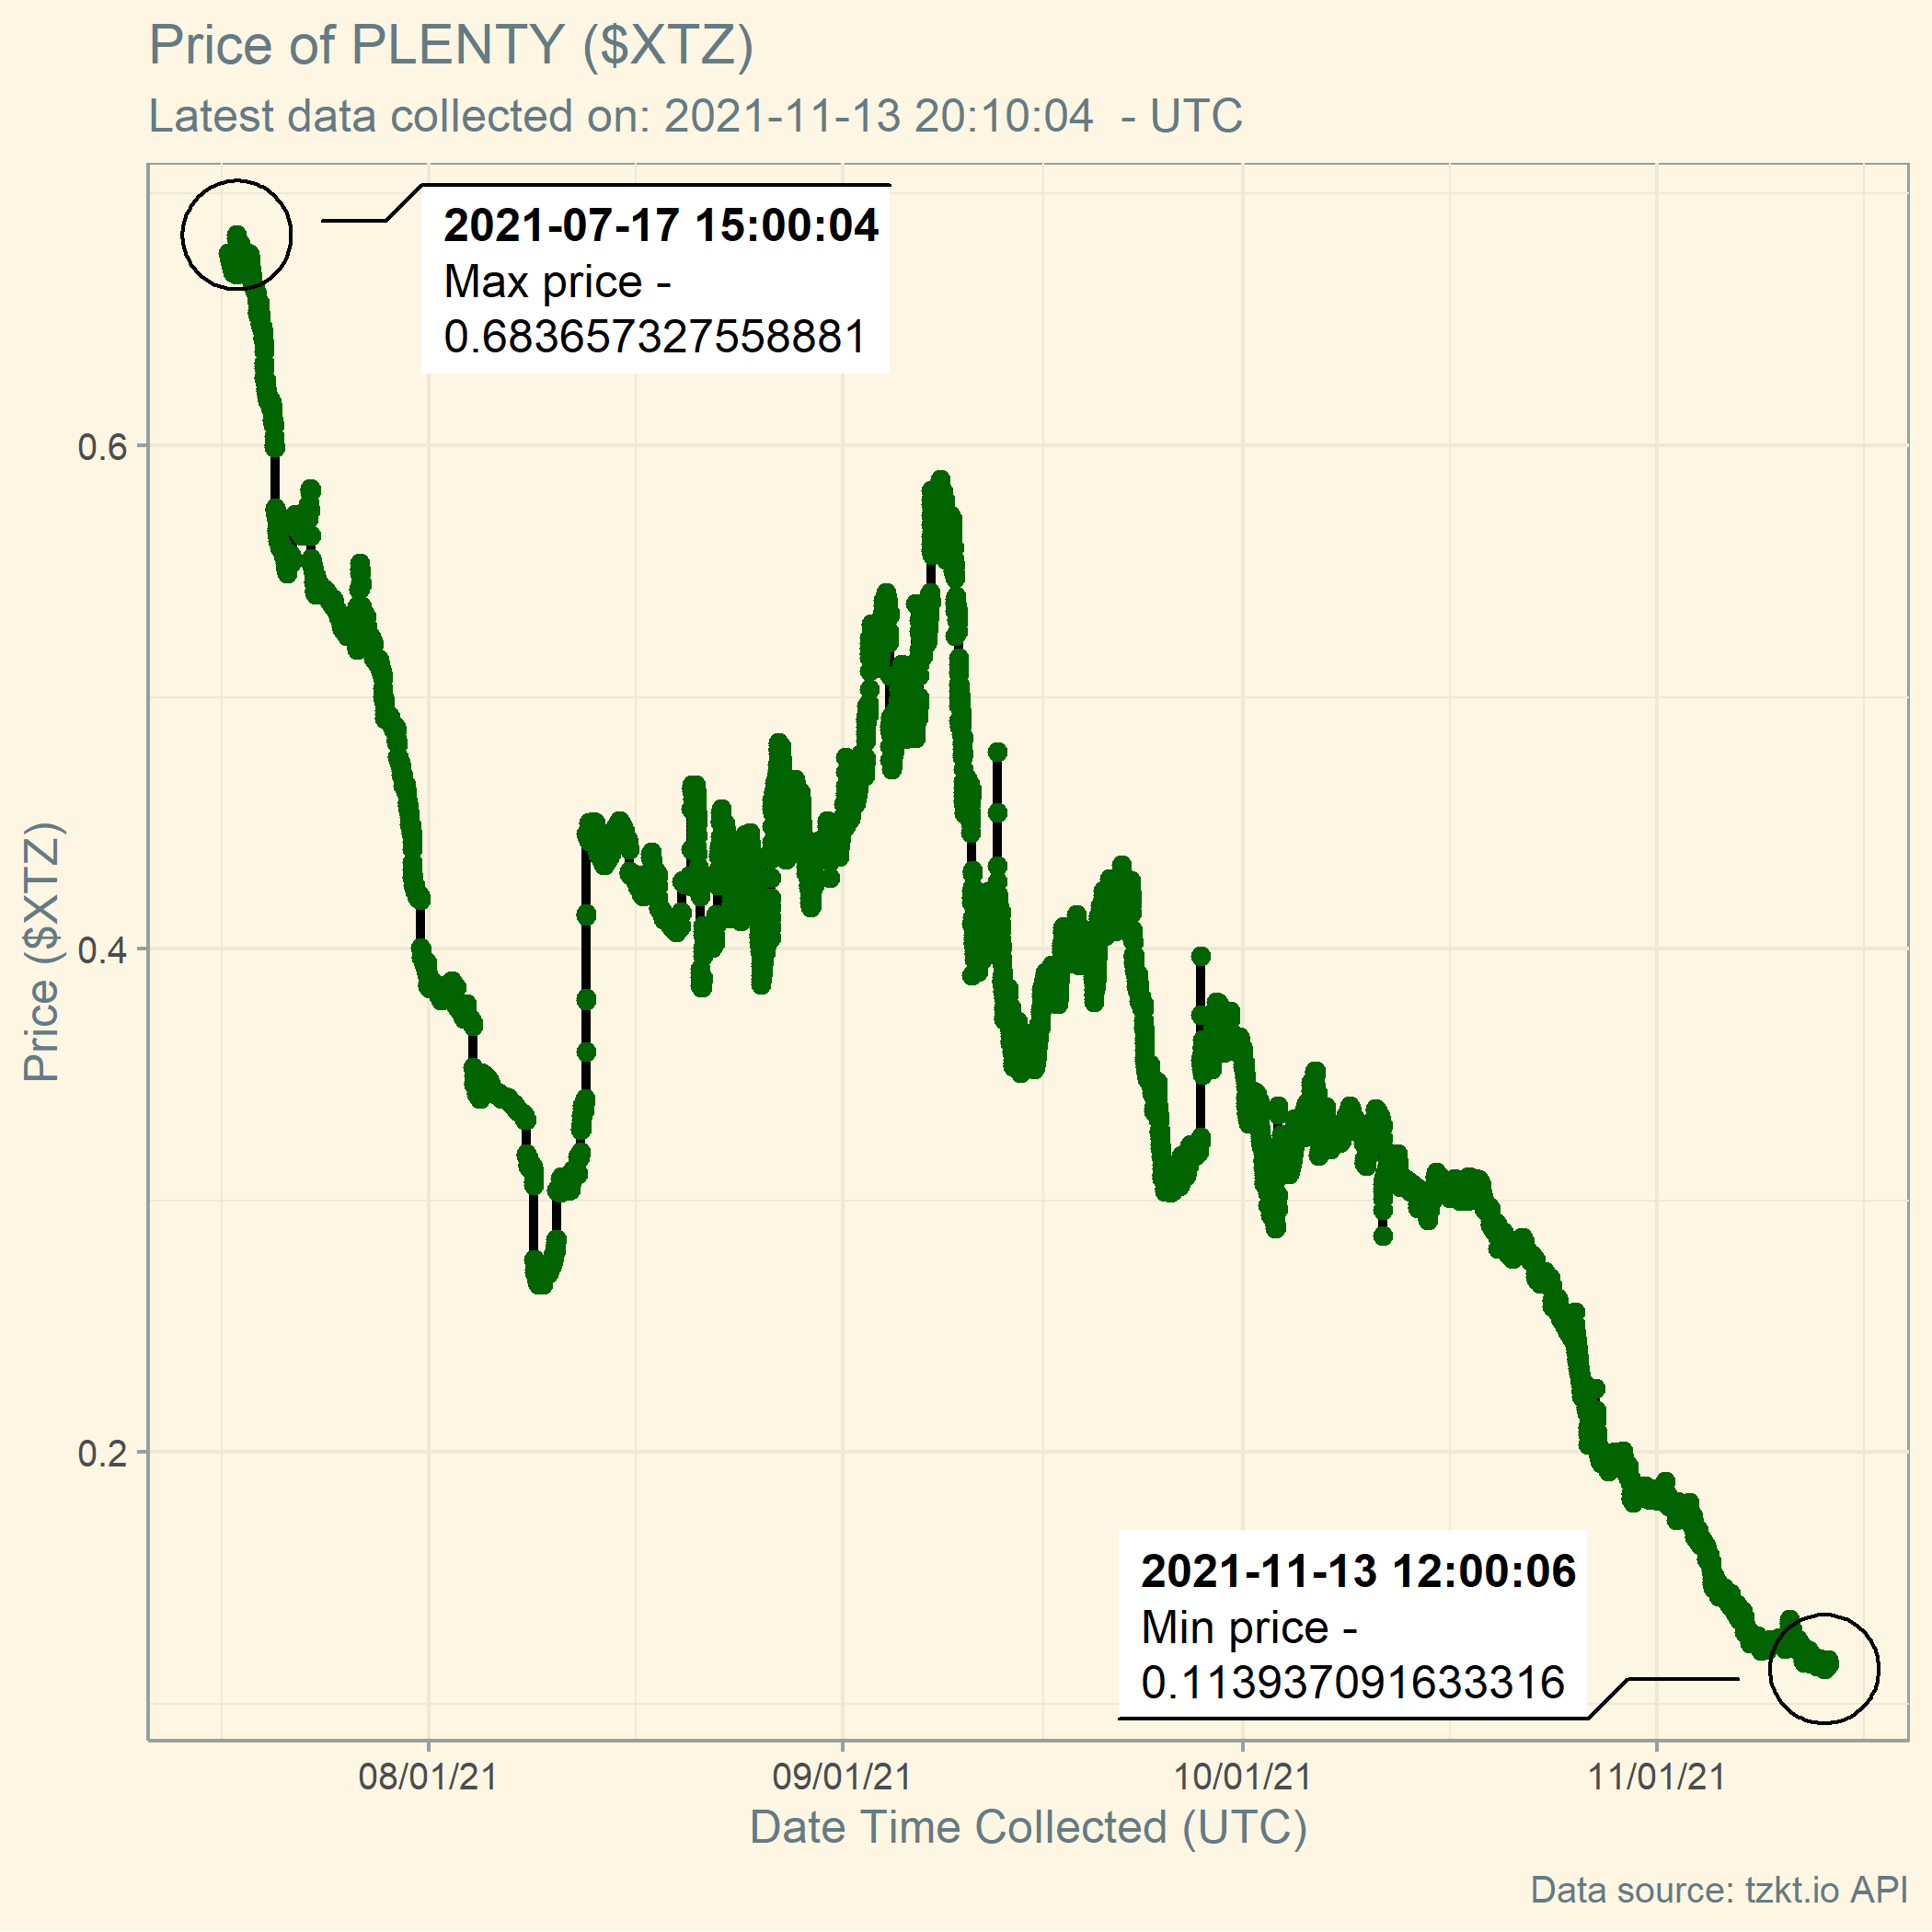 Price of PLENTY ($XTZ)
Latest data collected on: 2021-11-13 20:10:04  - UTC
2021-07-17 15:00:04
Max price -
0.683657327558881
0.6
0.4
0.2
Price ($XTZ)
2021-11-13 12:00:06
Min price -
0.113937091633316
08/01/21
09/01/21
10/01/21
11/01/21
Date Time Collected (UTC)
Data source: tzkt.io API